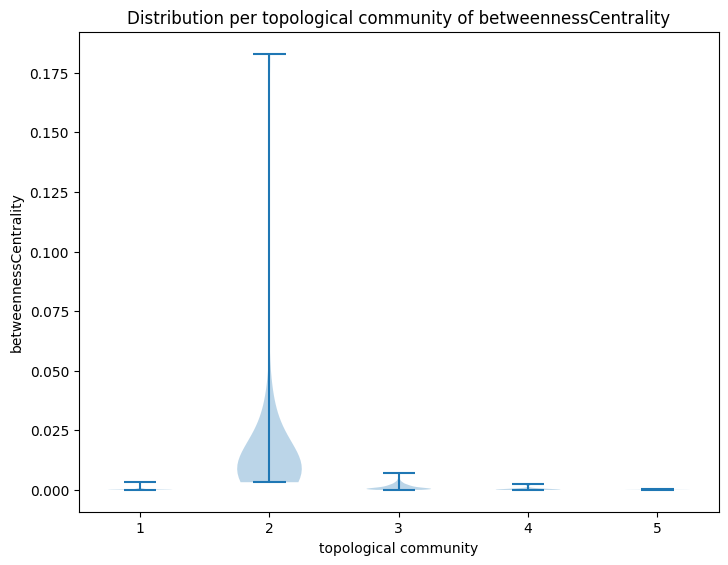 Distribution per topological community of betweennessCentrality
betweennessCentrality
0.175
0.150
0.125
0.100
0.075
0.050
0.025
0.000
1 2 3 4 5
topological community